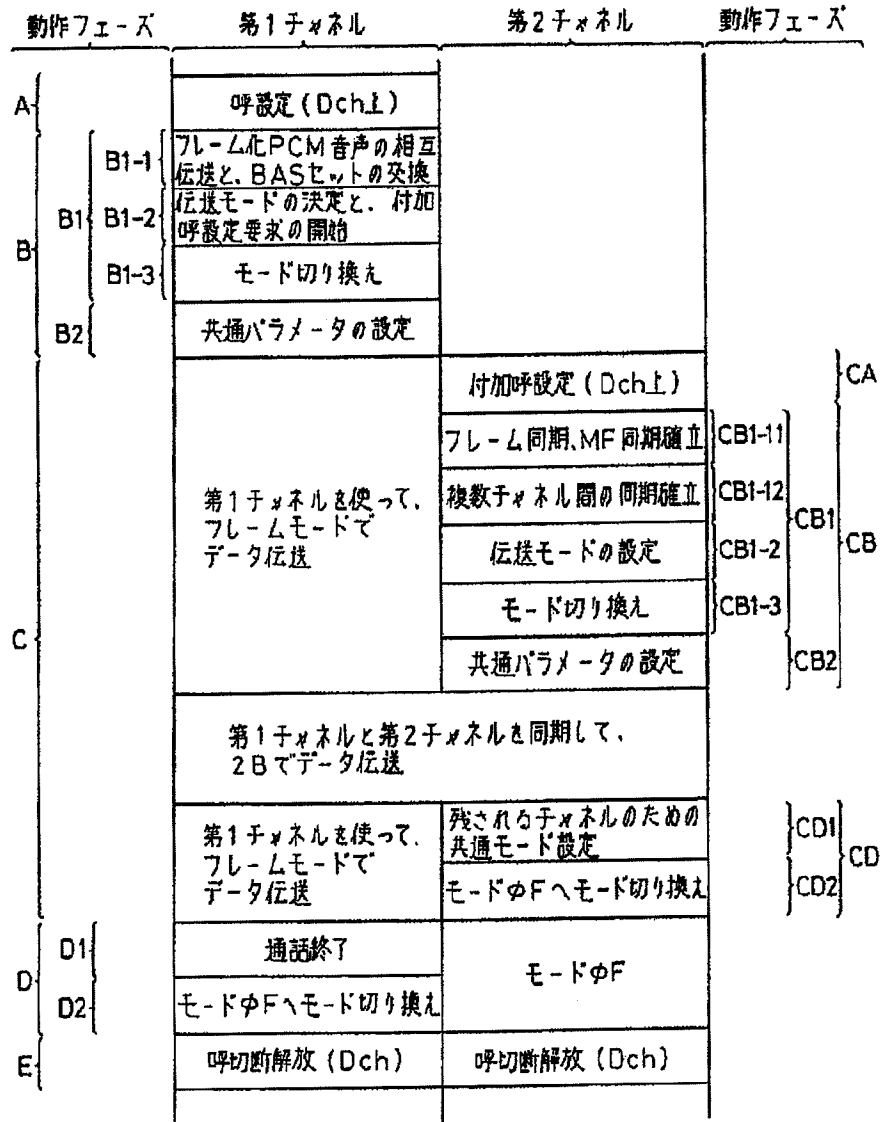 動作フェーズ
第1チャネル
第2チャネル
動作フェーズ
A
呼設定(Dch上)
B
B1
B1-1
フレーム化PCM音声の相互
伝送と、BASセットの交換
B1-2
伝送モードの決定と、付加
呼設定要求の開始
B1-3
モード切り換え
B2
共通パラメータの設定
C
第1チャネルを使って、
フレームモードで
データ伝送
付加呼設定(Dch上)
CA
フレーム同期、MF同期確立
CB1-11
複数チャネル間の同期確立
CB1-12
CB1
CB
伝送モードの設定
CB1-2
モード切り換え
CB1-3
共通パラメータの設定
CB2
第1チャネルと第2チャネルを同期して、
2Bでデータ伝送
第1チャネルを使って、
フレームモードで
データ伝送
残されるチャネルのための
共通モード設定
CD1
CD
モードΦFへモード切り換え
CD2
D
D1
通話終了
モードΦF
D2
モードΦFへモード切り換え
E
呼切断解放(Dch)
呼切断解放(Dch)